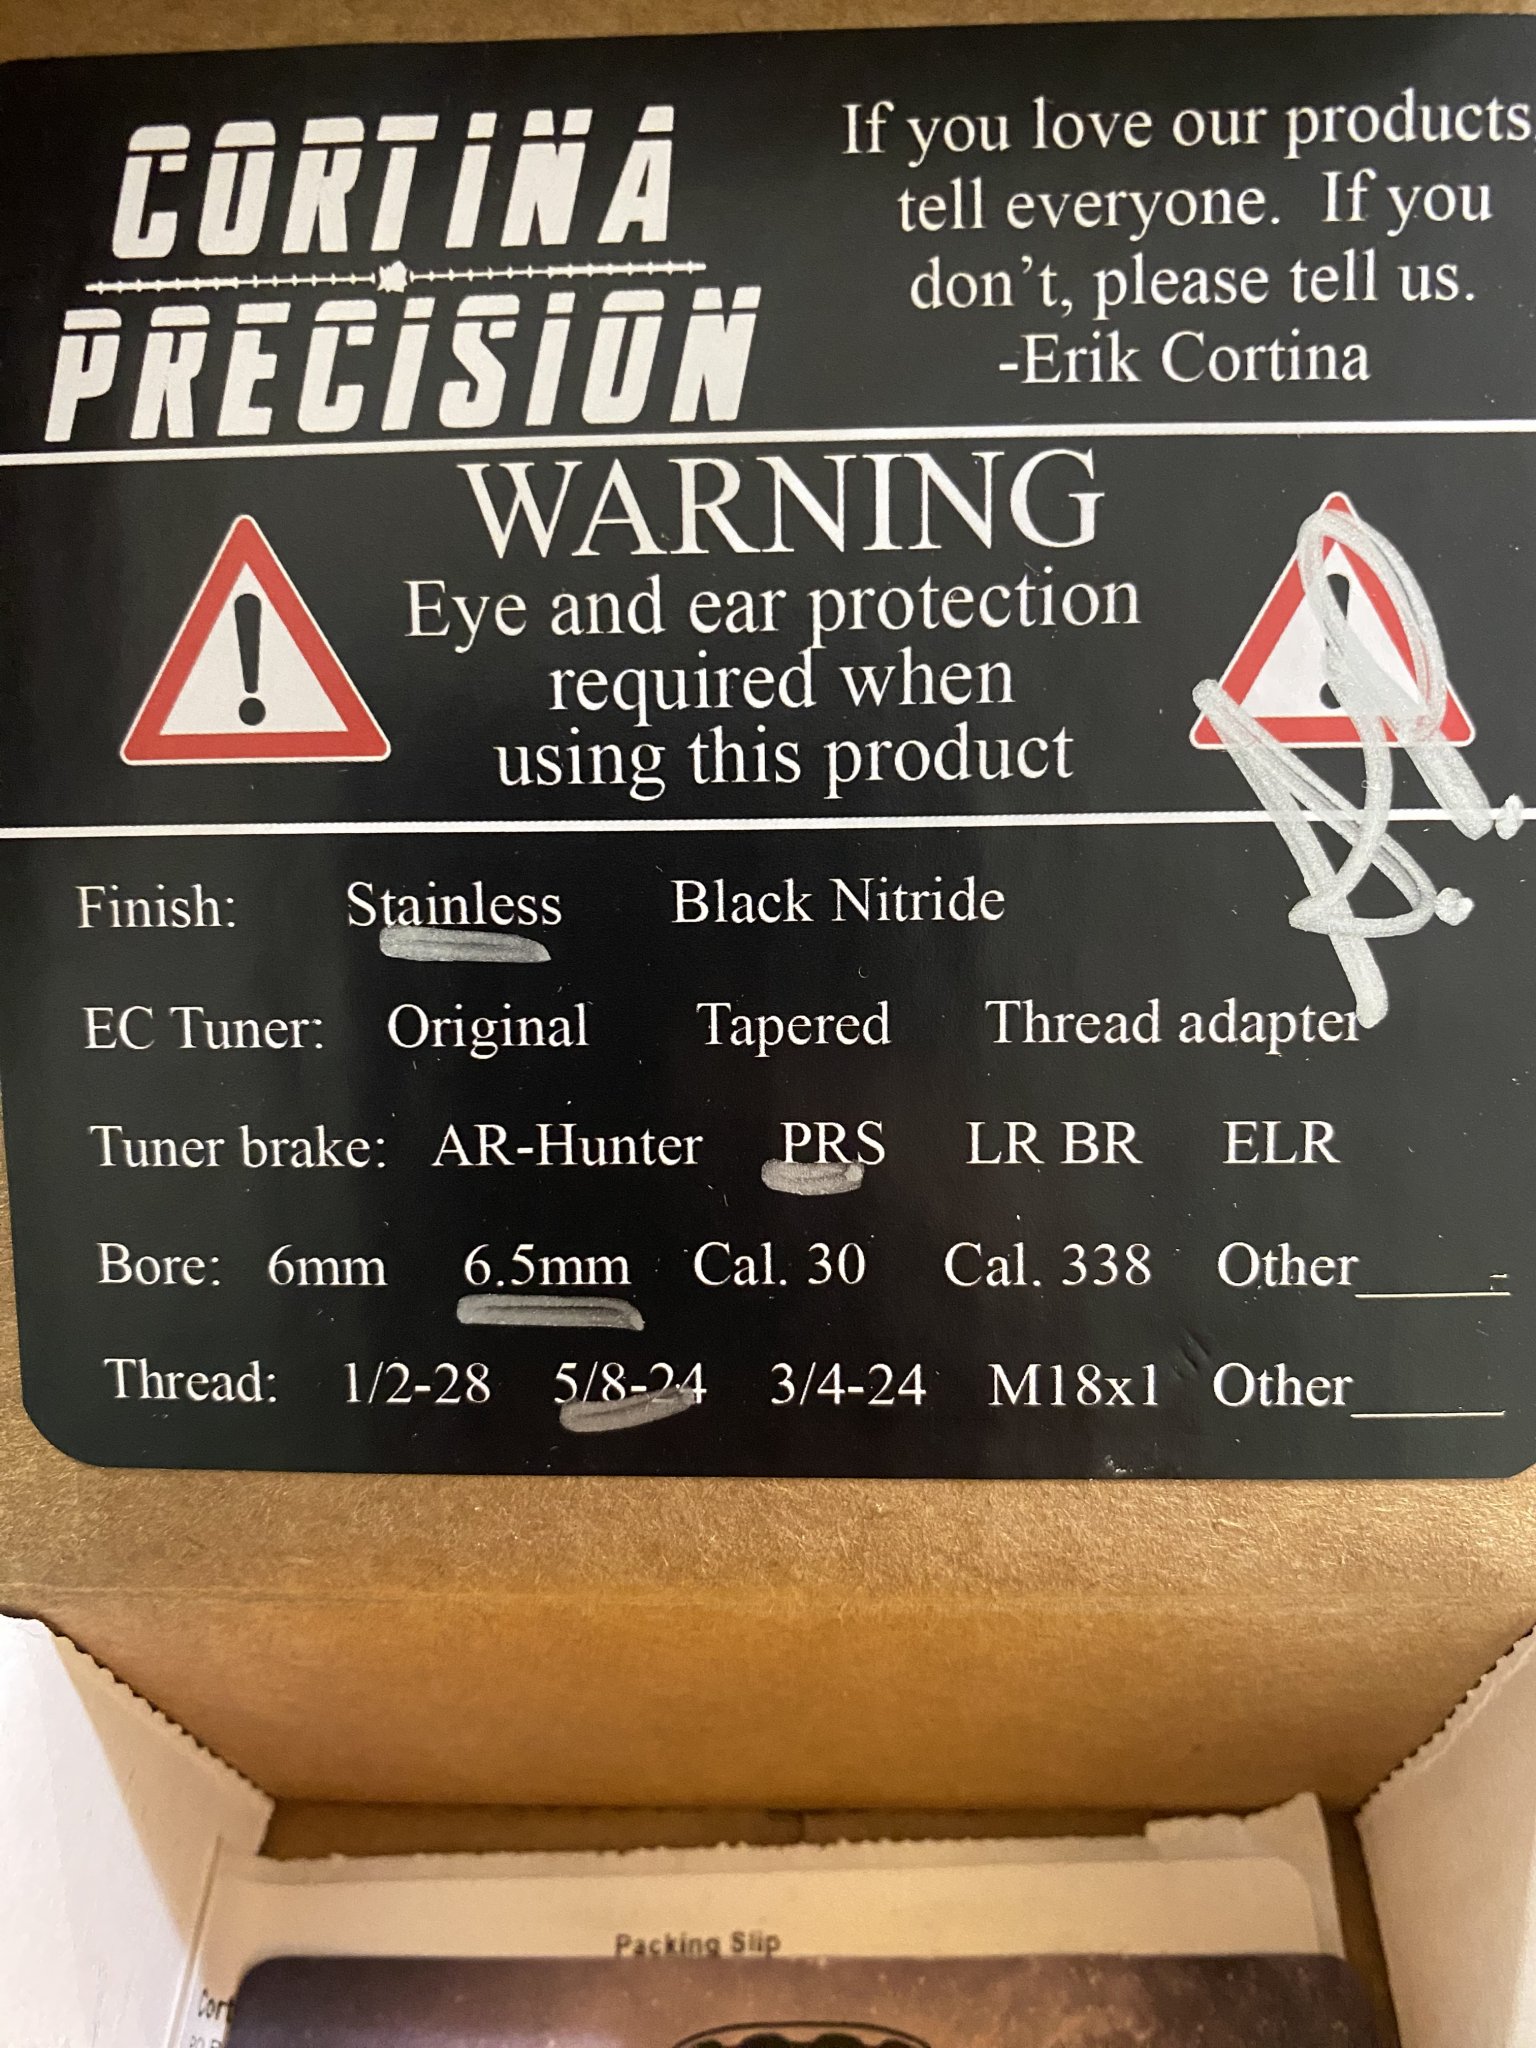 CORTINA
PRECISION
If you love our products,
tell everyone. If you
don't, please tell us.
-Erik Cortina
WARNING
Eye and ear protection
required when
using this product
Finish: Stainless Black Nitride
EC Tuner: Original Tapered Thread adapter
Tuner brake: AR-Hunter PRS LR BR ELR
Bore: 6mm 6.5mm Cal. 30 Cal. 338 Other
Thread: 1/2-28 5/8-24 3/4-24 M18x1 Other
Packing Slip
Cort